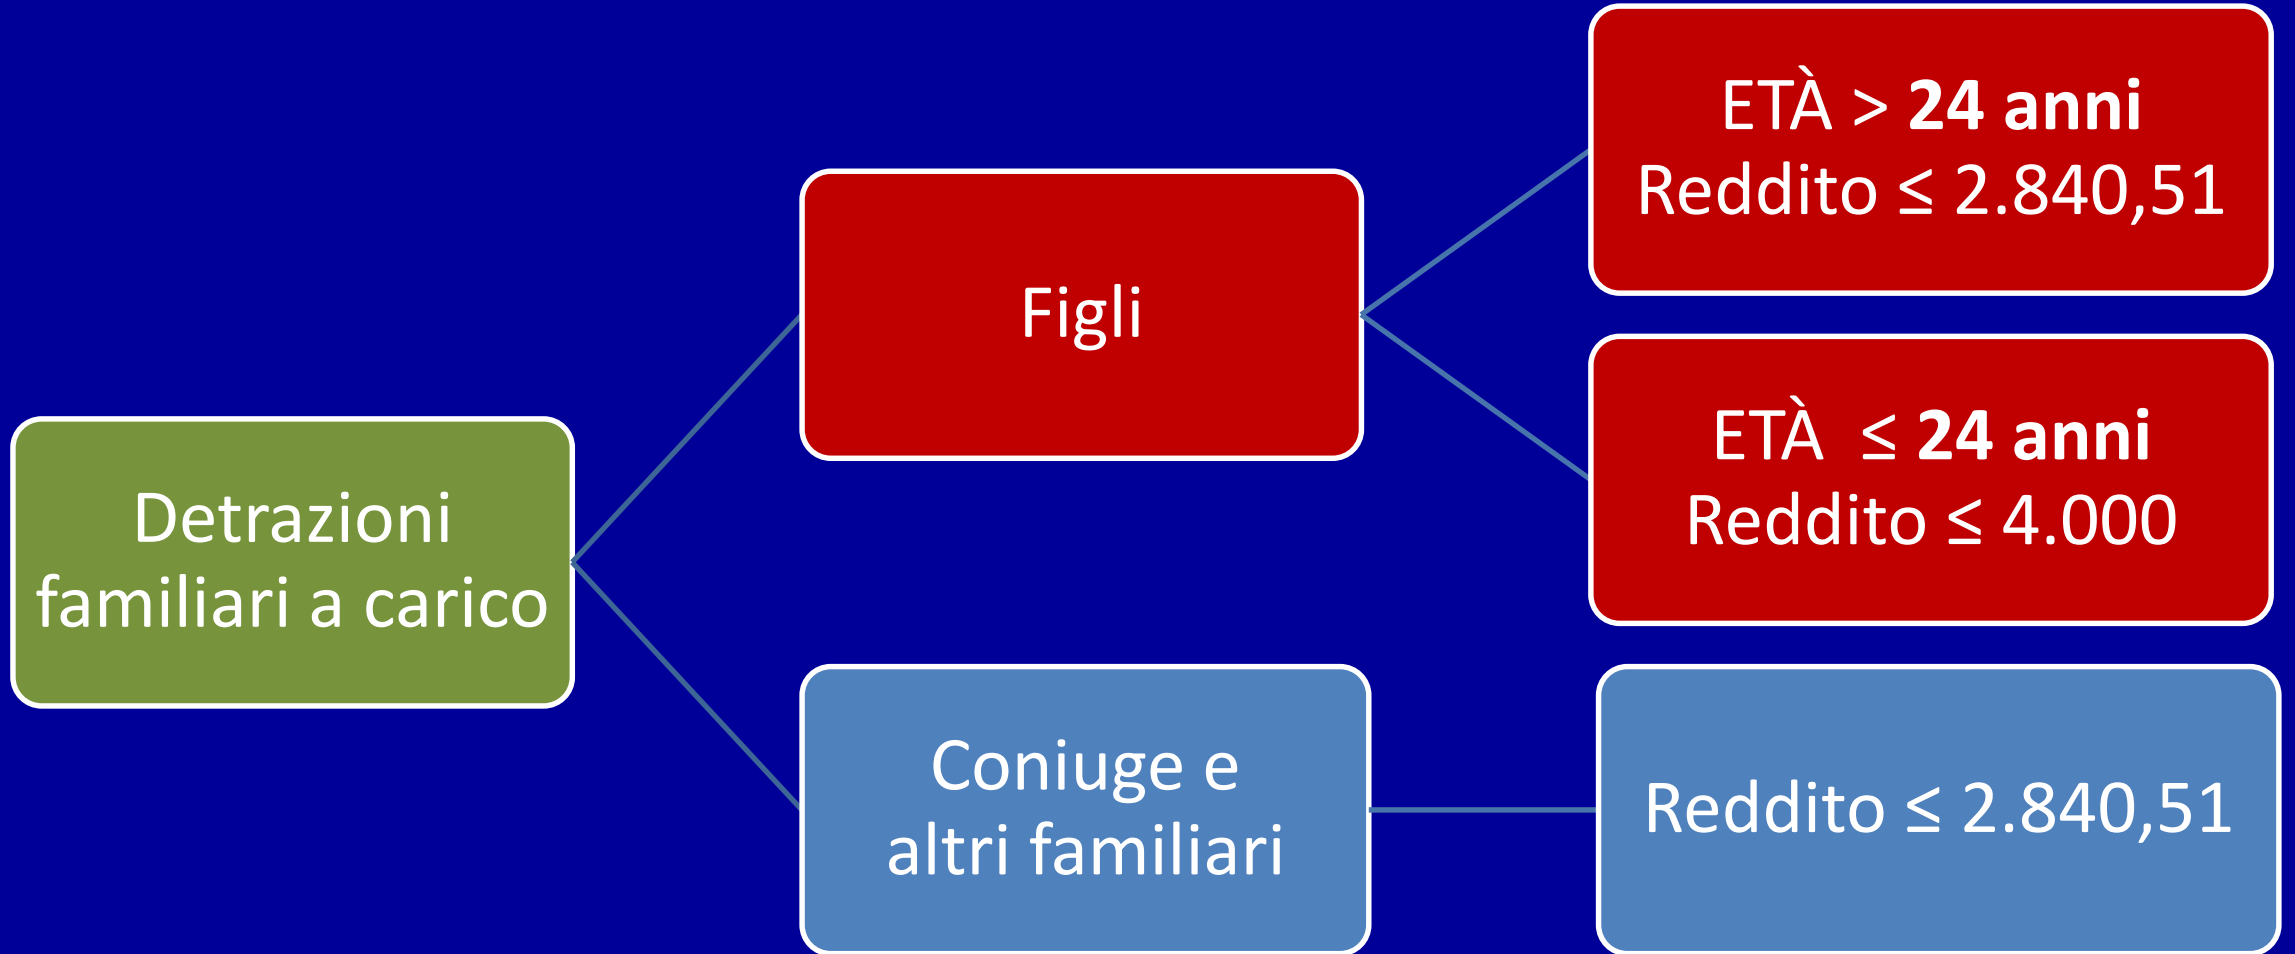 Detrazioni
familiari a carico
Figli
ETÀ > 24 anni
Reddito ≤ 2.840,51
ETÀ ≤ 24 anni
Reddito ≤ 4.000
Coniuge e
altri familiari
Reddito ≤ 2.840,51